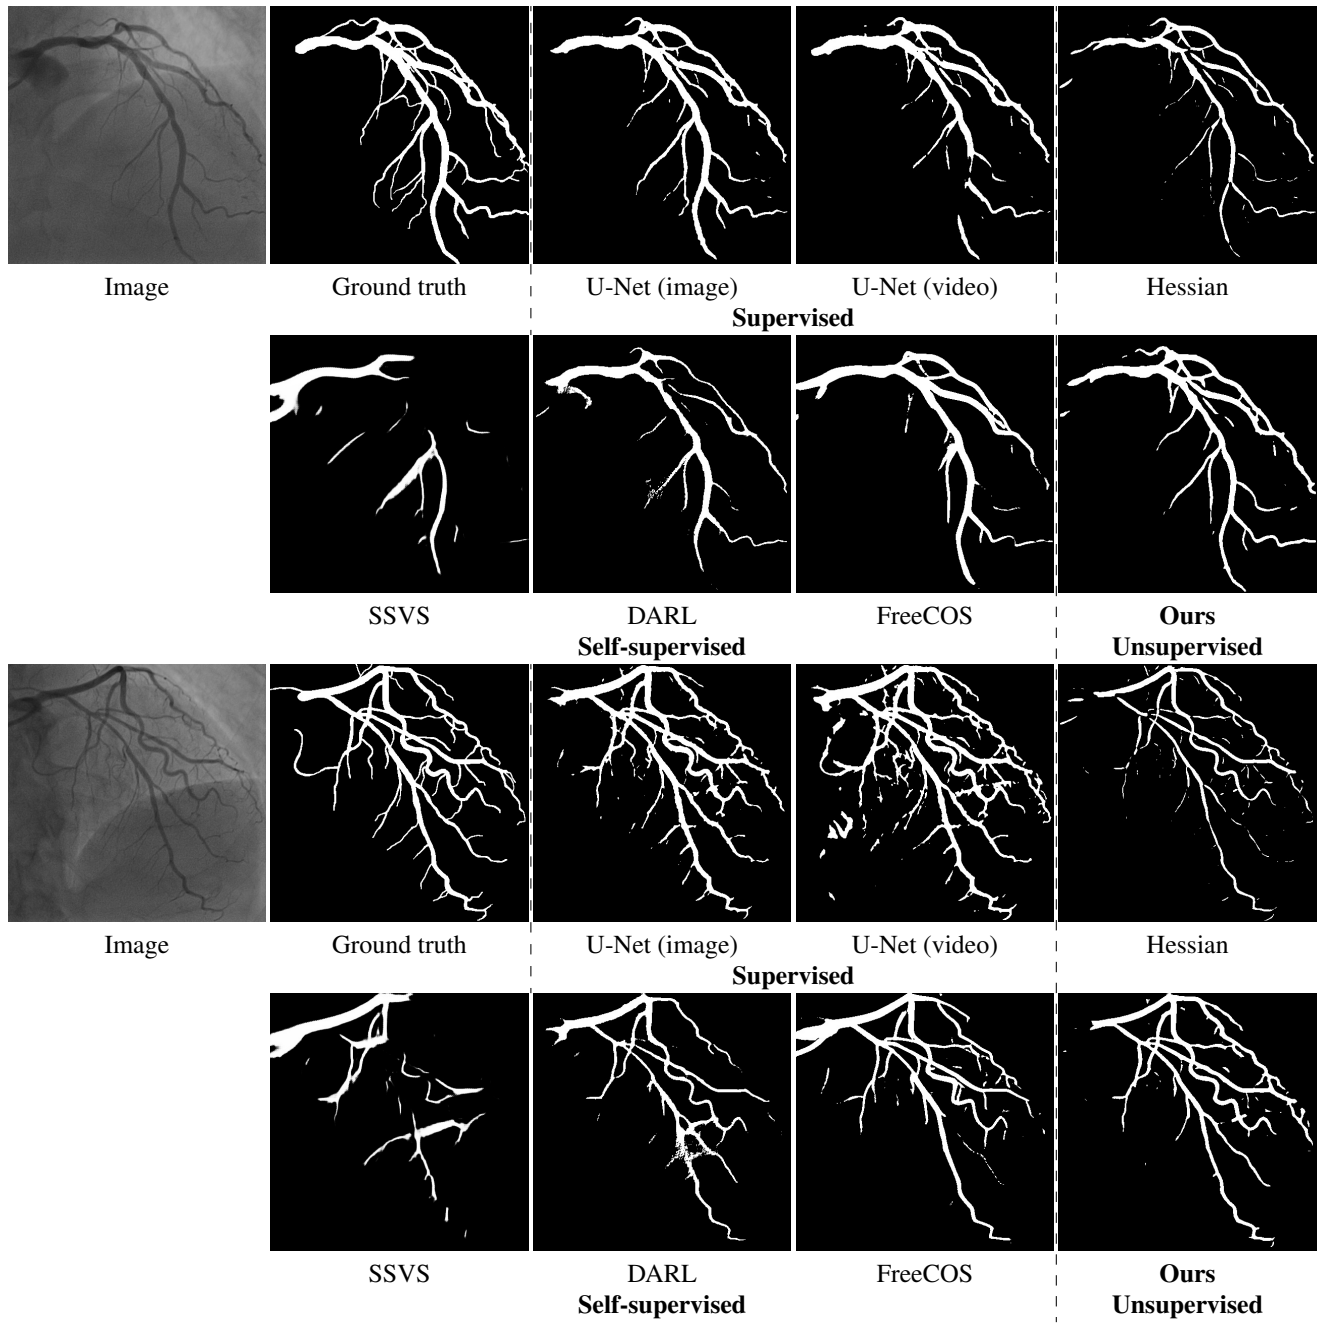 Image Ground truth U-Net (image) U-Net (video) Hessian
Supervised
SSVS DARL FreeCOS Ours
Self-supervised Unsupervised
Image Ground truth U-Net (image) U-Net (video) Hessian
Supervised
SSVS DARL FreeCOS Ours
Self-supervised Unsupervised